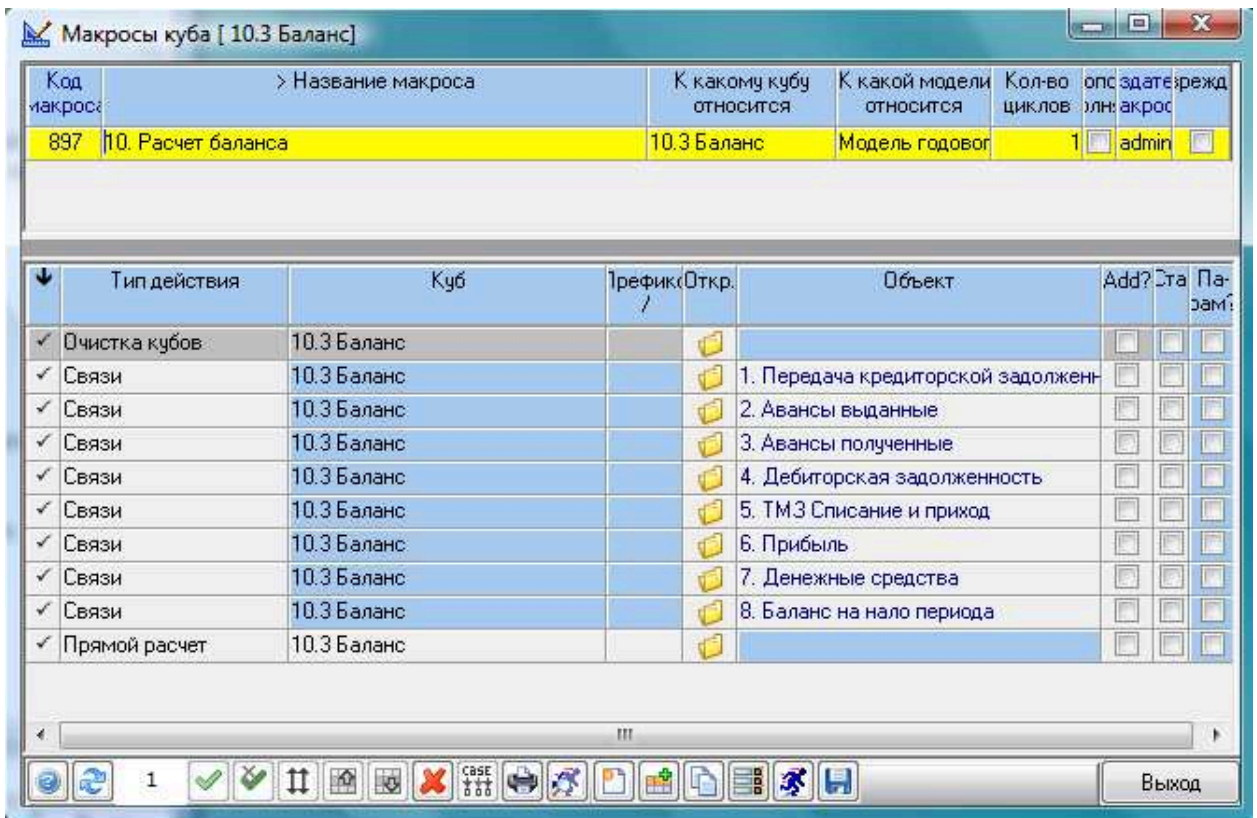 Макросы куба [ 10.3 Баланс]
Код макроса > Название макроса К какому кубу относится К какой модели относится Кол-во циклов
897 10. Расчет баланса 10.3 Баланс Модель годовог 1 admin
Тип действия Куб Префикс / Откр. Объект Add? Ста Па-рам?
Очистка кубов 10.3 Баланс
Связи 10.3 Баланс 1. Передача кредиторской задолженн
Связи 10.3 Баланс 2. Авансы выданные
Связи 10.3 Баланс 3. Авансы полученные
Связи 10.3 Баланс 4. Дебиторская задолженность
Связи 10.3 Баланс 5. ТМЗ Списание и приход
Связи 10.3 Баланс 6. Прибыль
Связи 10.3 Баланс 7. Денежные средства
Связи 10.3 Баланс 8. Баланс на нало периода
Прямой расчет 10.3 Баланс
1 CASE Выход